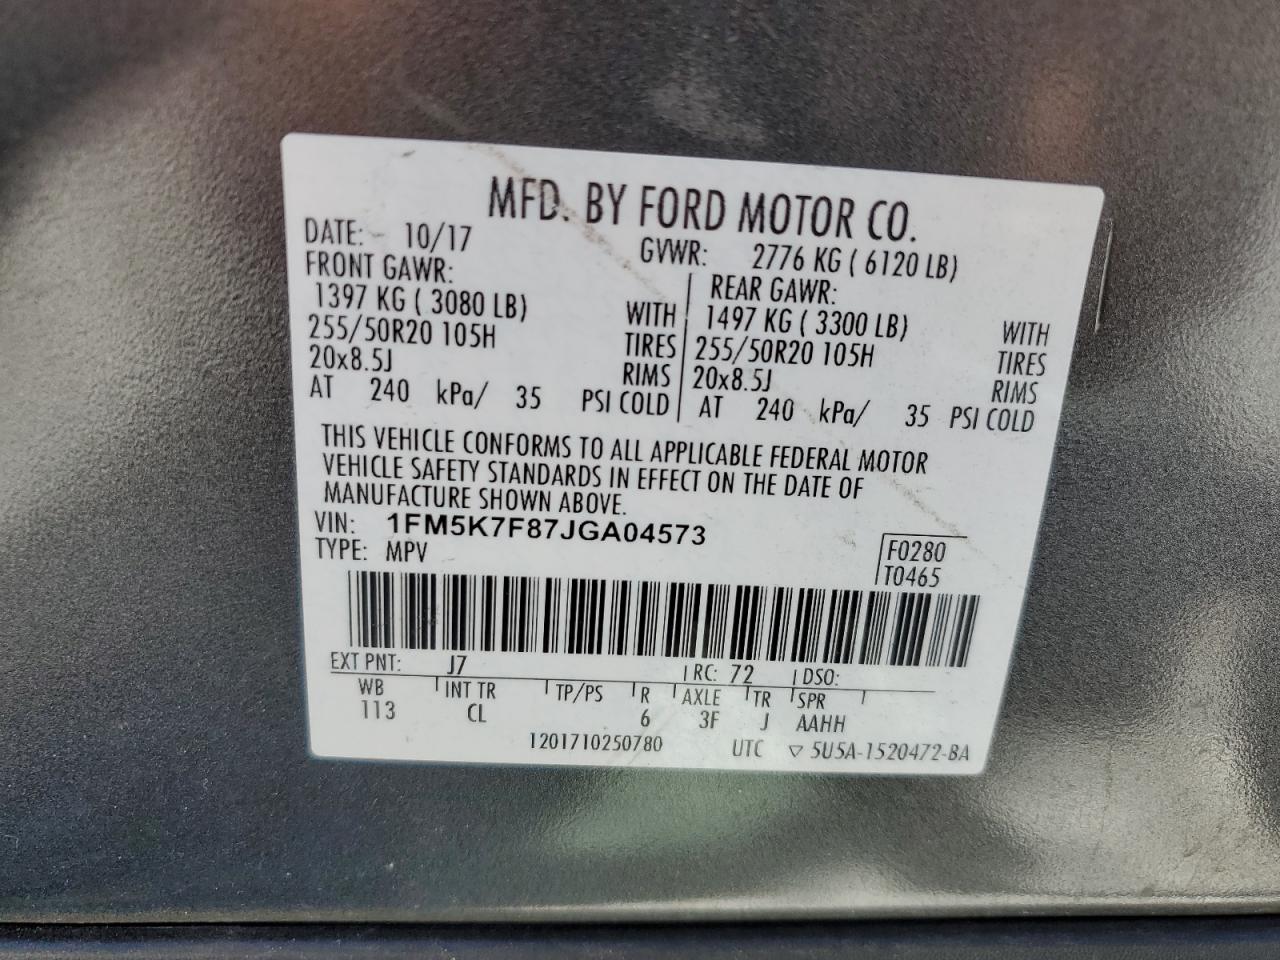 MFD. BY FORD MOTOR CO.
DATE: 10/17 GVWR: 2776 KG ( 6120 LB)
FRONT GAWR: REAR GAWR:
1397 KG ( 3080 LB) WITH 1497 KG ( 3300 LB) WITH
255/50R20 105H TIRES 255/50R20 105H TIRES
20x8.5J RIMS 20x8.5J RIMS
AT 240 kPa/ 35 PSI COLD AT 240 kPa/ 35 PSI COLD
THIS VEHICLE CONFORMS TO ALL APPLICABLE FEDERAL MOTOR
VEHICLE SAFETY STANDARDS IN EFFECT ON THE DATE OF
MANUFACTURE SHOWN ABOVE.
VIN: 1FM5K7F87JGA04573
TYPE: MPV
F0280
T0465
EXT PNT: J7 RC: 72 DSO:
WB INT TR TP/PS R AXLE TR SPR
113 CL 6 3F J AAHH
1201710250780 UTC ▽ 5U5A-1520472-BA